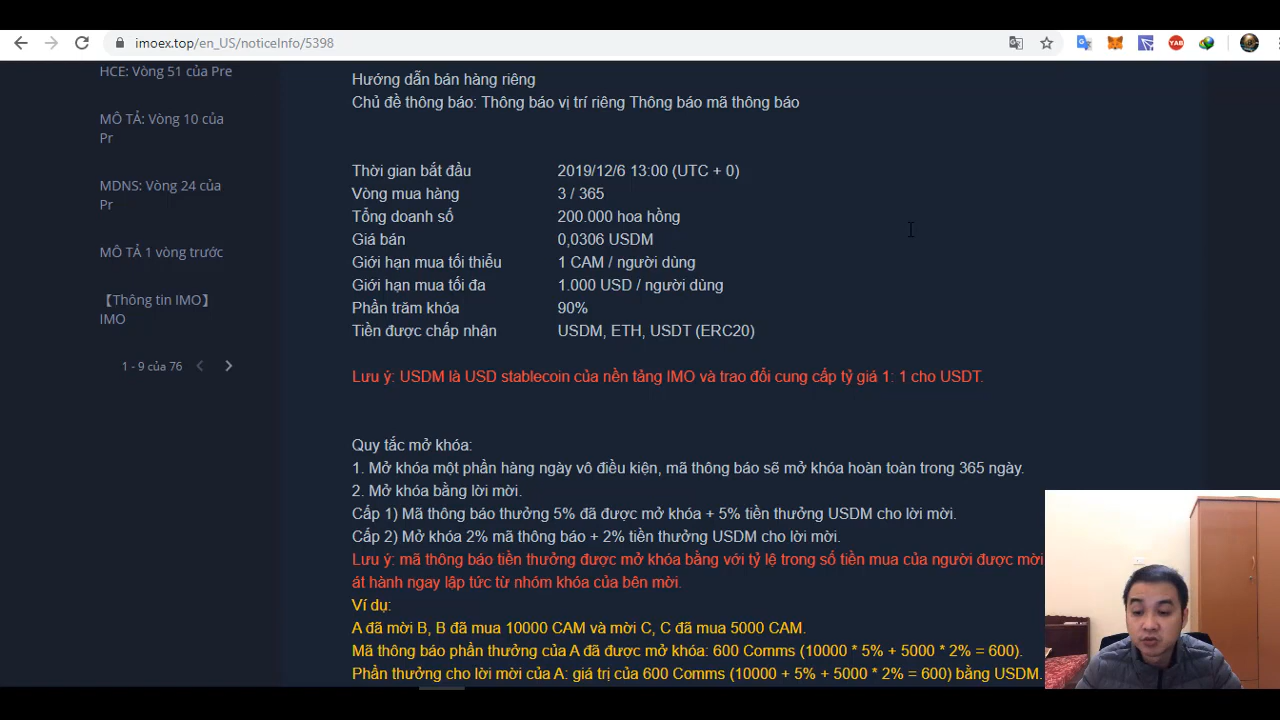 imoex.top/en_US/noticeInfo/5398
HCE: Vòng 51 của Pre
MÔ TẢ: Vòng 10 của
Pr
MDNS: Vòng 24 của
Pr
MÔ TẢ 1 vòng trước
【Thông tin IMO】
IMO
1 - 9 của 76
Hướng dẫn bán hàng riêng
Chủ đề thông báo: Thông báo vị trí riêng Thông báo mã thông báo
Thời gian bắt đầu 2019/12/6 13:00 (UTC + 0)
Vòng mua hàng 3 / 365
Tổng doanh số 200.000 hoa hồng
Giá bán 0,0306 USDM
Giới hạn mua tối thiểu 1 CAM / người dùng
Giới hạn mua tối đa 1.000 USD / người dùng
Phần trăm khóa 90%
Tiền được chấp nhận USDM, ETH, USDT (ERC20)
Lưu ý: USDM là USD stablecoin của nền tảng IMO và trao đổi cung cấp tỷ giá 1: 1 cho USDT.
Quy tắc mở khóa:
1. Mở khóa một phần hàng ngày vô điều kiện, mã thông báo sẽ mở khóa hoàn toàn trong 365 ngày.
2. Mở khóa bằng lời mời.
Cấp 1) Mã thông báo thưởng 5% đã được mở khóa + 5% tiền thưởng USDM cho lời mời.
Cấp 2) Mở khóa 2% mã thông báo + 2% tiền thưởng USDM cho lời mời.
Lưu ý: mã thông báo tiền thưởng được mở khóa bằng với tỷ lệ trong số tiền mua của người được mời
át hành ngay lập tức từ nhóm khóa của bên mời.
Ví dụ:
A đã mời B, B đã mua 10000 CAM và mời C, C đã mua 5000 CAM.
Mã thông báo phần thưởng của A đã được mở khóa: 600 Comms (10000 * 5% + 5000 * 2% = 600).
Phần thưởng cho lời mời của A: giá trị của 600 Comms (10000 + 5% + 5000 * 2% = 600) bằng USDM.
YAB